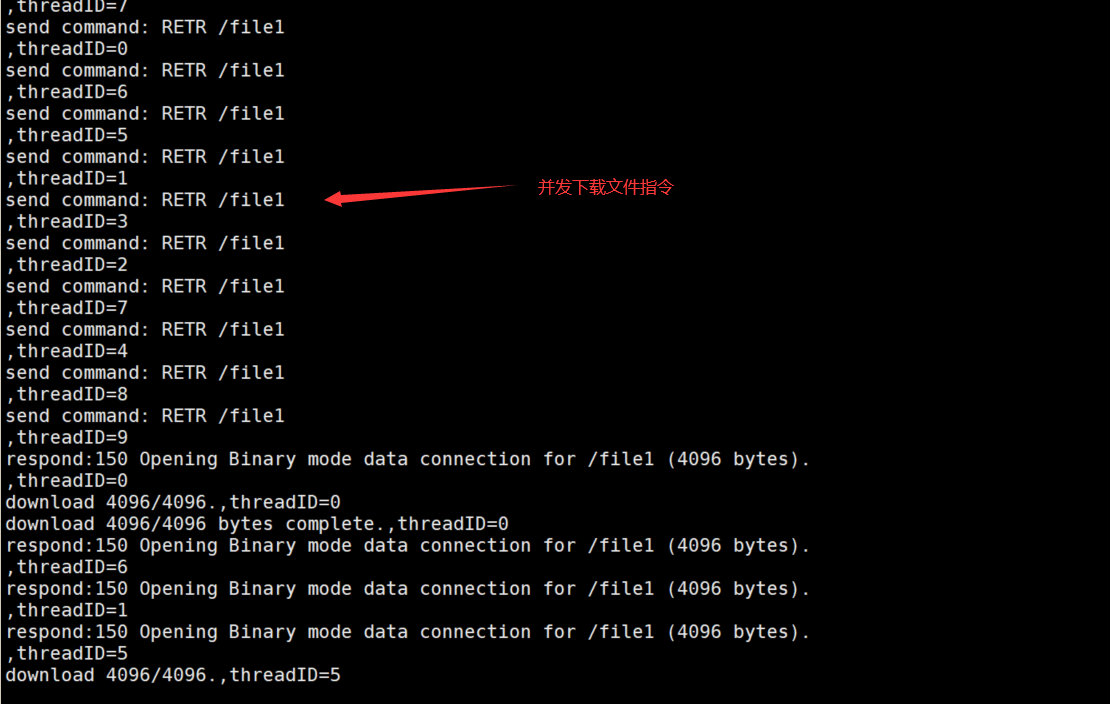 ,threadID=7
send command: RETR /file1
,threadID=0
send command: RETR /file1
,threadID=6
send command: RETR /file1
,threadID=5
send command: RETR /file1
,threadID=1
send command: RETR /file1
并发下载文件指令
,threadID=3
send command: RETR /file1
,threadID=2
send command: RETR /file1
,threadID=7
send command: RETR /file1
,threadID=4
send command: RETR /file1
,threadID=8
send command: RETR /file1
,threadID=9
respond:150 Opening Binary mode data connection for /file1 (4096 bytes).
,threadID=0
download 4096/4096.,threadID=0
download 4096/4096 bytes complete.,threadID=0
respond:150 Opening Binary mode data connection for /file1 (4096 bytes).
,threadID=6
respond:150 Opening Binary mode data connection for /file1 (4096 bytes).
,threadID=1
respond:150 Opening Binary mode data connection for /file1 (4096 bytes).
,threadID=5
download 4096/4096.,threadID=5